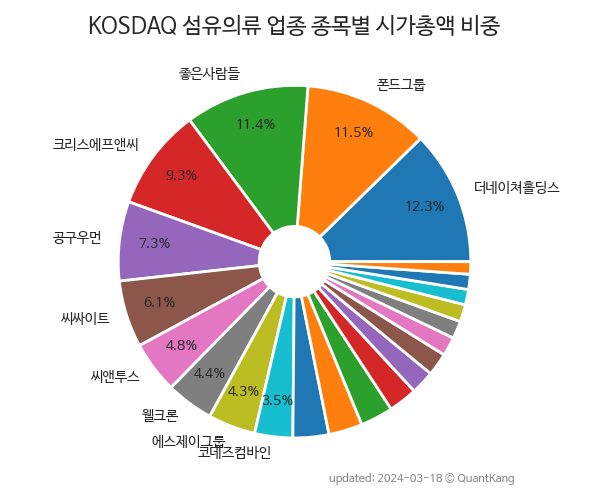 KOSDAQ 섬유의류 업종 종목별 시가총액 비중
좋은사람들
폰드그룹
11.4%
11.5%
크리스에프앤씨
9.3%
더네이쳐홀딩스
12.3%
공구우먼
7.3%
씨싸이트
6.1%
씨앤투스
4.8%
웰크론
4.4%
에스제이그룹
4.3%
코데즈컴바인
3.5%
updated: 2024-03-18 © QuantKang